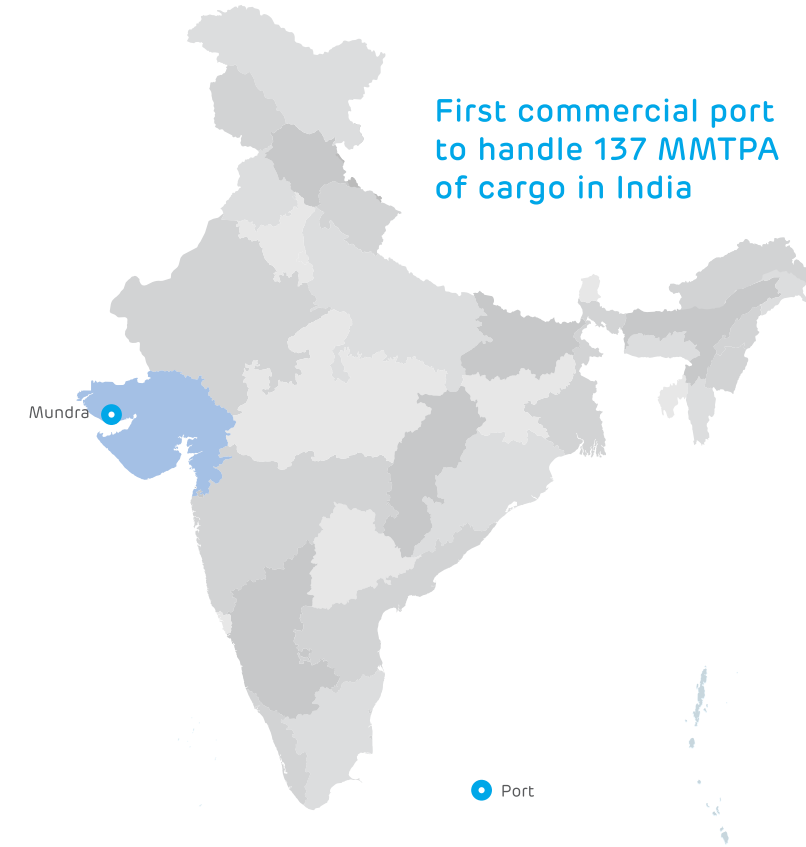 First commercial port
to handle 137 MMTPA
of cargo in India
Mundra
Port